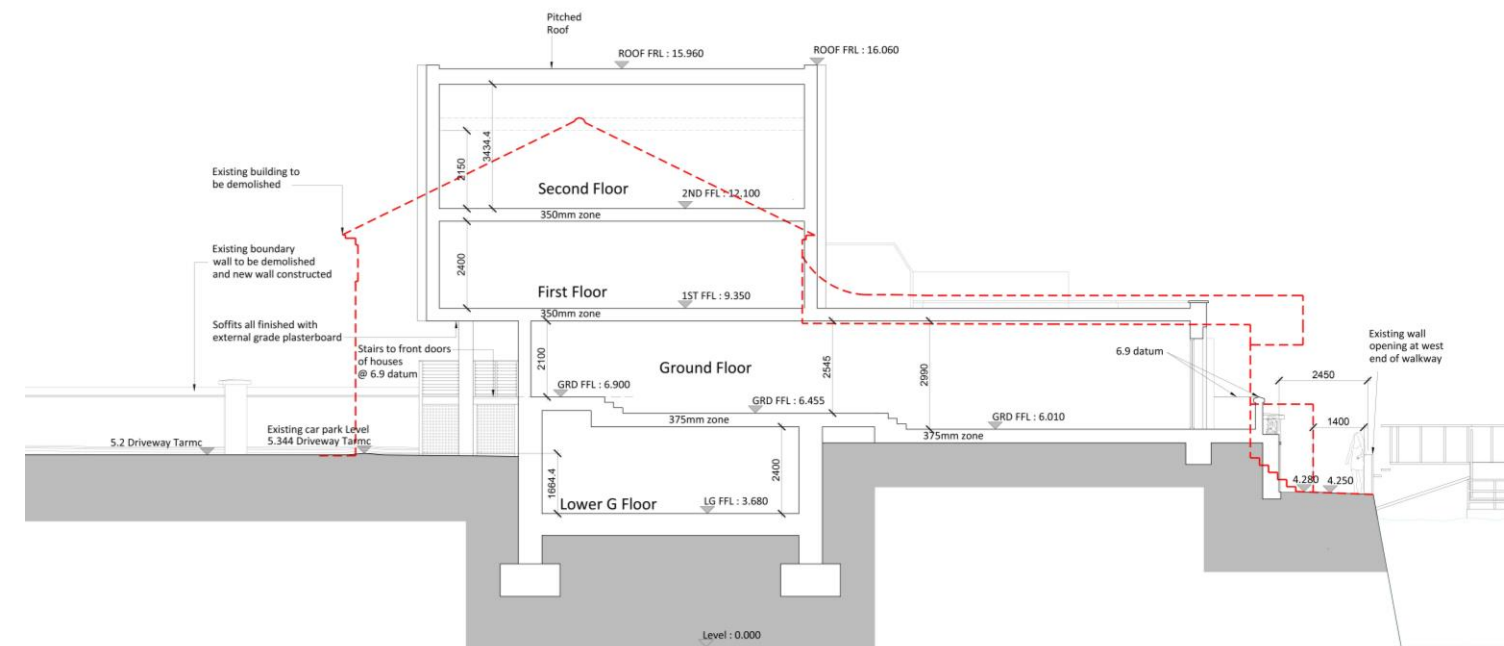 Pitched
Roof
ROOF FRL : 15.960
ROOF FRL : 16.060
3434.4
2150
Existing building to
be demolished
Second Floor
2ND FFL : 12.100
350mm zone
Existing boundary
wall to be demolished
and new wall constructed
2400
First Floor
1ST FFL : 9.350
350mm zone
Soffits all finished with
external grade plasterboard
Stairs to front doors
of houses
@ 6.9 datum
2100
Ground Floor
2545
2990
6.9 datum
Existing wall
opening at west
end of walkway
2450
GRD FFL : 6.900
GRD FFL : 6.455
375mm zone
GRD FFL : 6.010
375mm zone
1400
5.2 Driveway Tarmc
Existing car park Level
5.344 Driveway Tarmc
1664.4
2400
Lower G Floor
LG FFL : 3.680
4.280
4.250
Level : 0.000